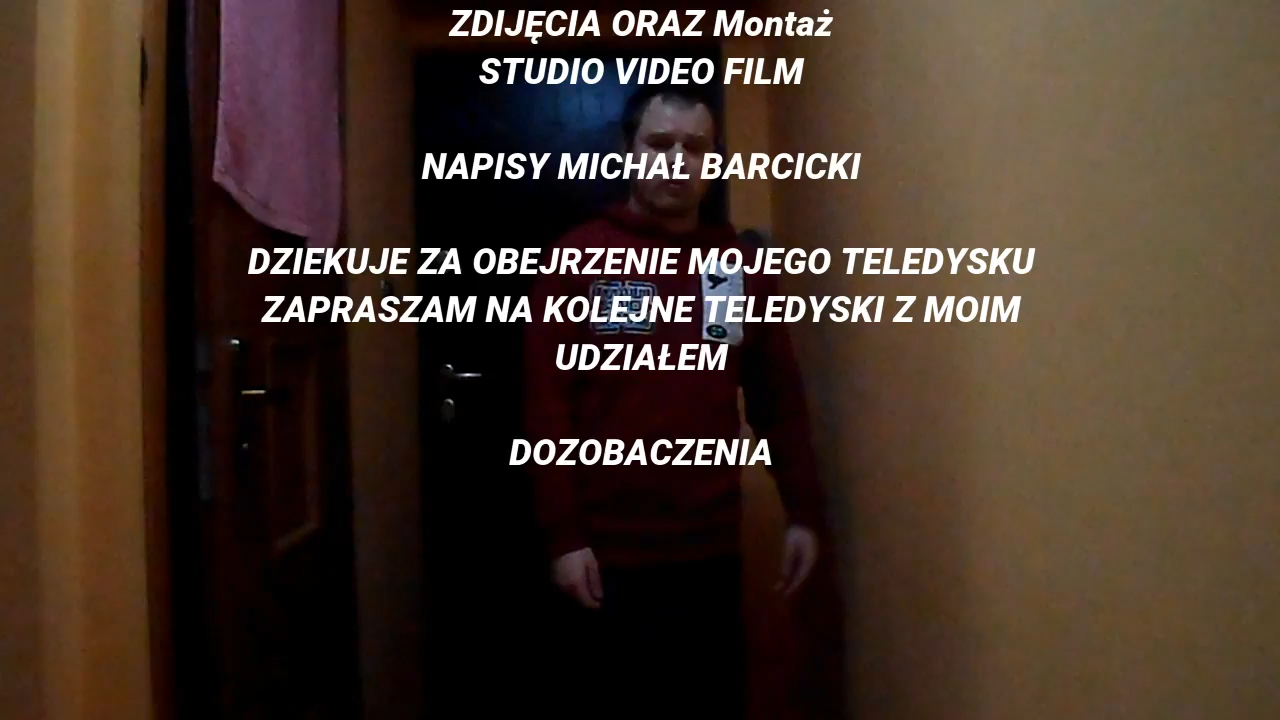 ZDIJĘCIA ORAZ Montaż
STUDIO VIDEO FILM
NAPISY MICHAŁ BARCICKI
DZIEKUJE ZA OBEJRZENIE MOJEGO TELEDYSKU
ZAPRASZAM NA KOLEJNE TELEDYSKI Z MOIM
UDZIAŁEM
DOZOBACZENIA